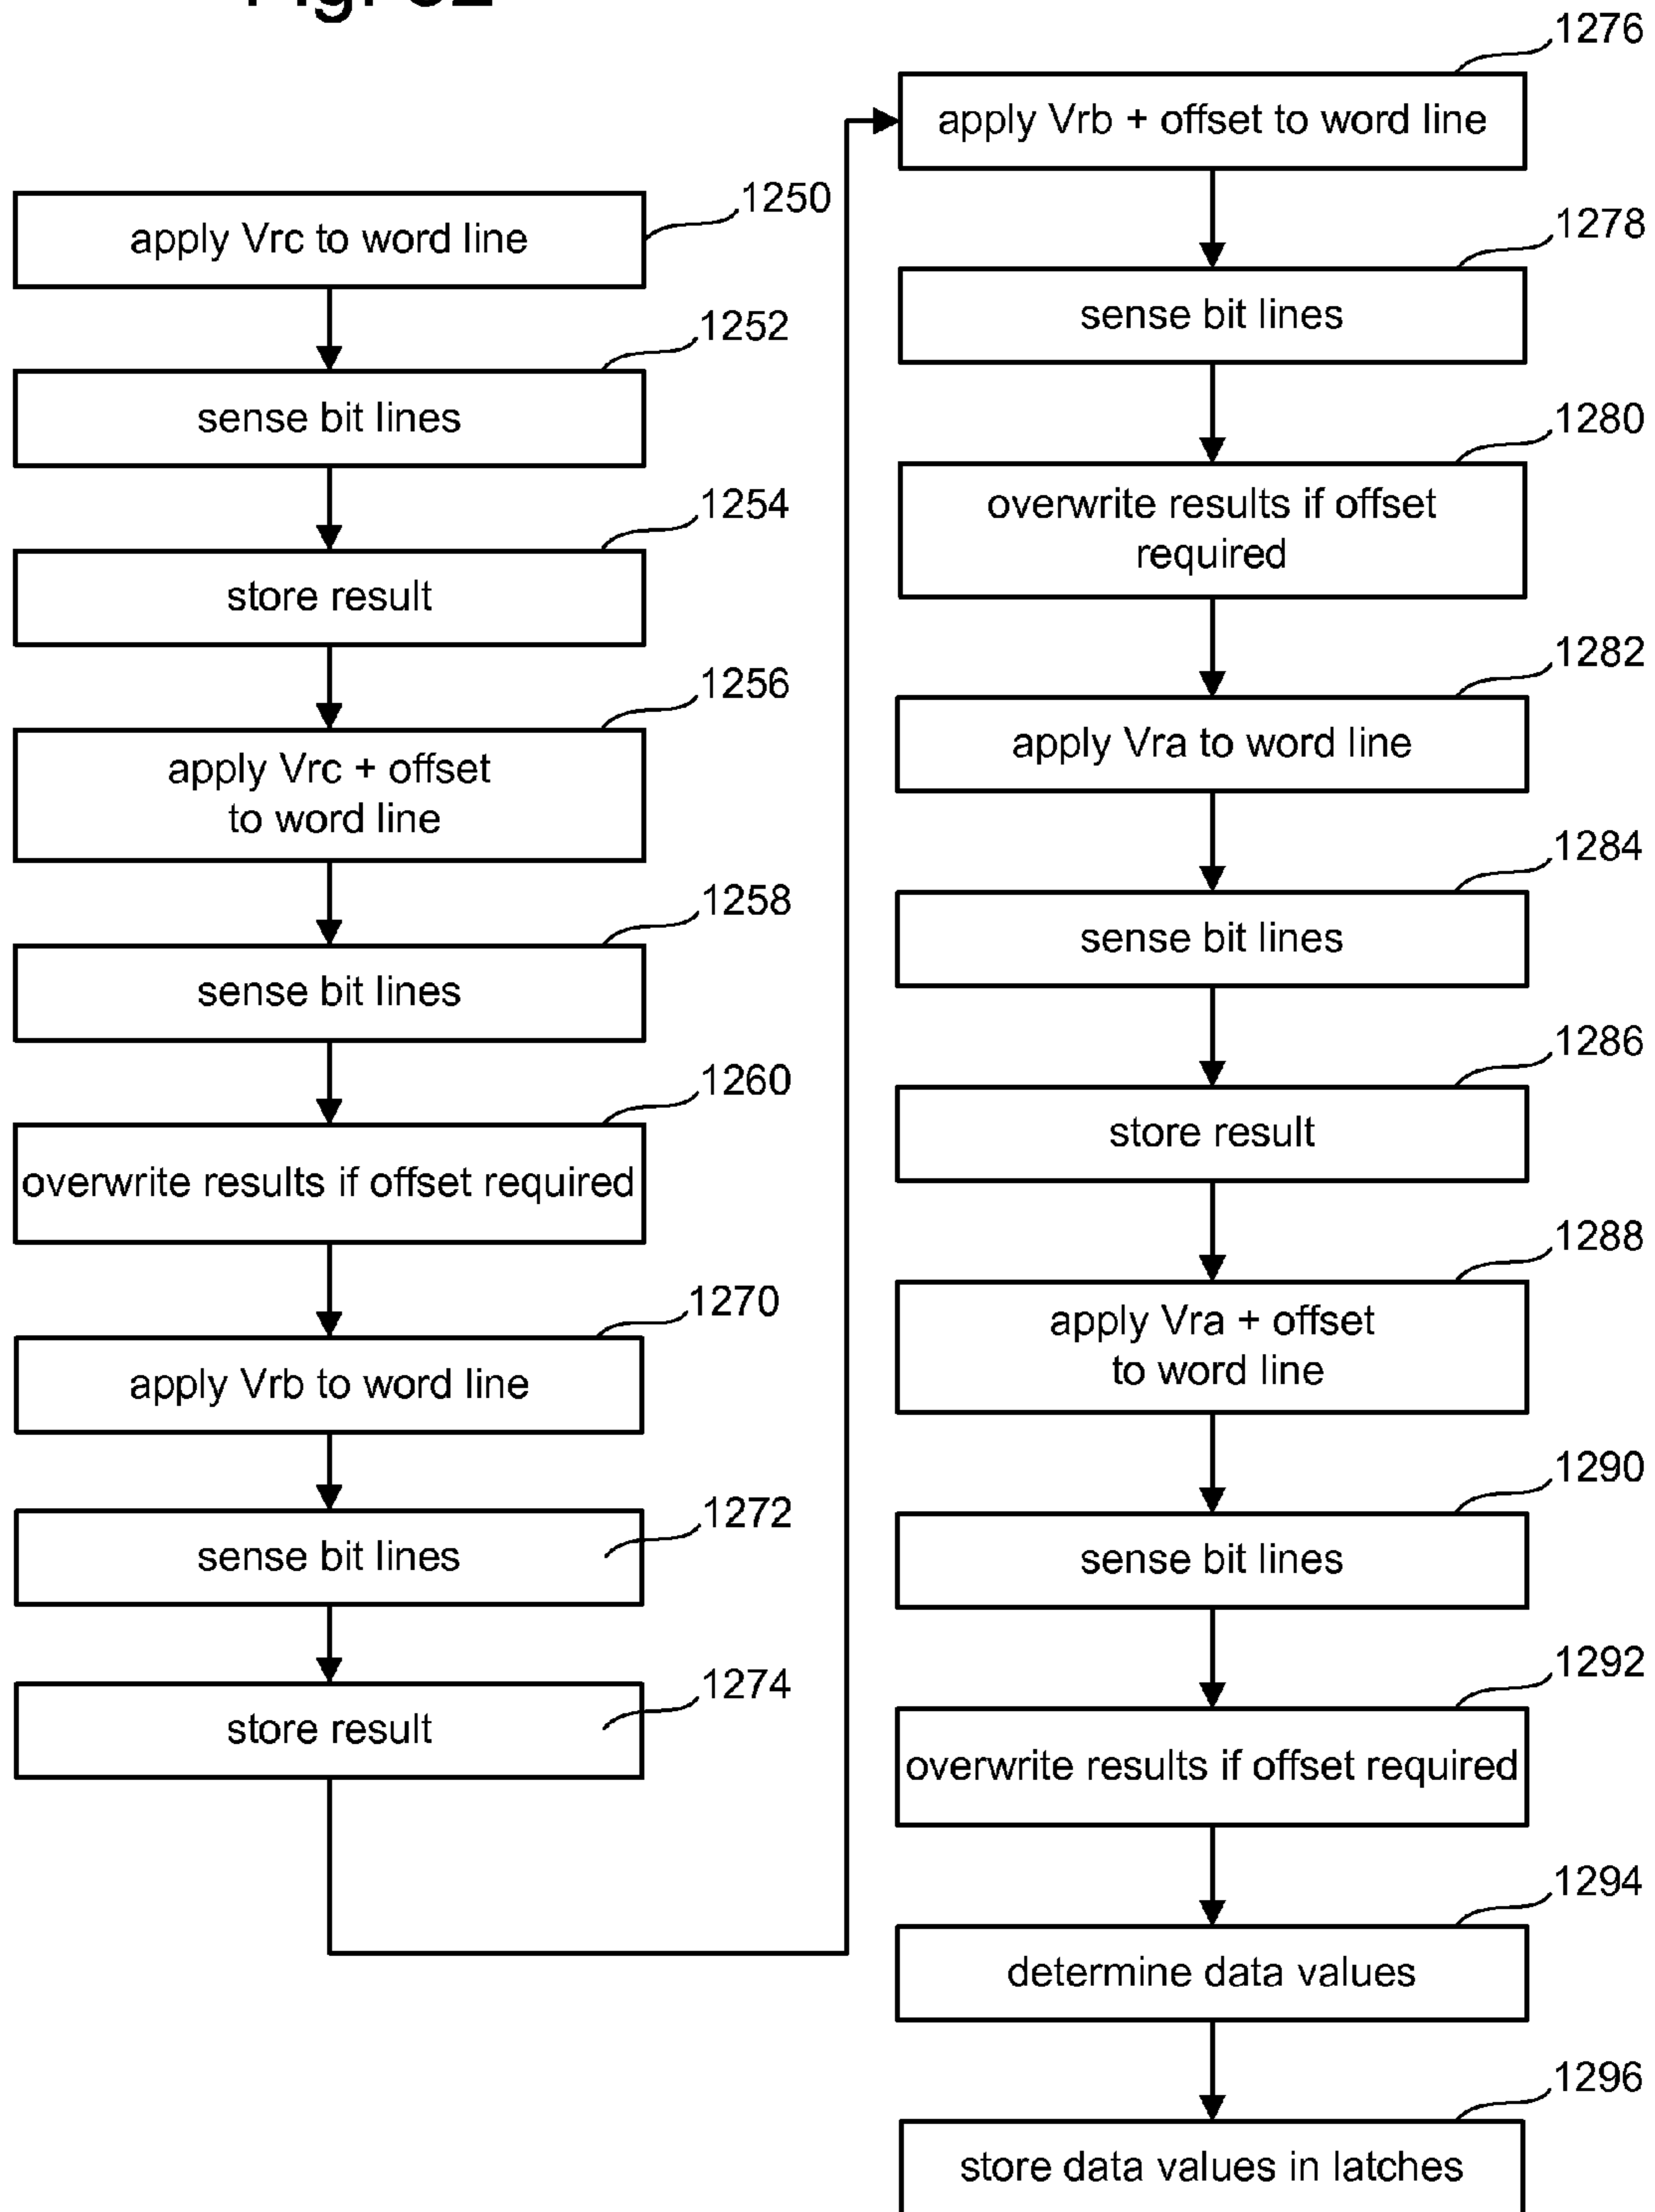 Fig. 32
1250
apply Vrc to word line
1252
sense bit lines
1254
store result
1256
apply Vrc + offset
to word line
1258
sense bit lines
1260
overwrite results if offset required
1270
apply Vrb to word line
1272
sense bit lines
1274
store result
1276
apply Vrb + offset to word line
1278
sense bit lines
1280
overwrite results if offset
required
1282
apply Vra to word line
1284
sense bit lines
1286
store result
1288
apply Vra + offset
to word line
1290
sense bit lines
1292
overwrite results if offset required
1294
determine data values
1296
store data values in latches